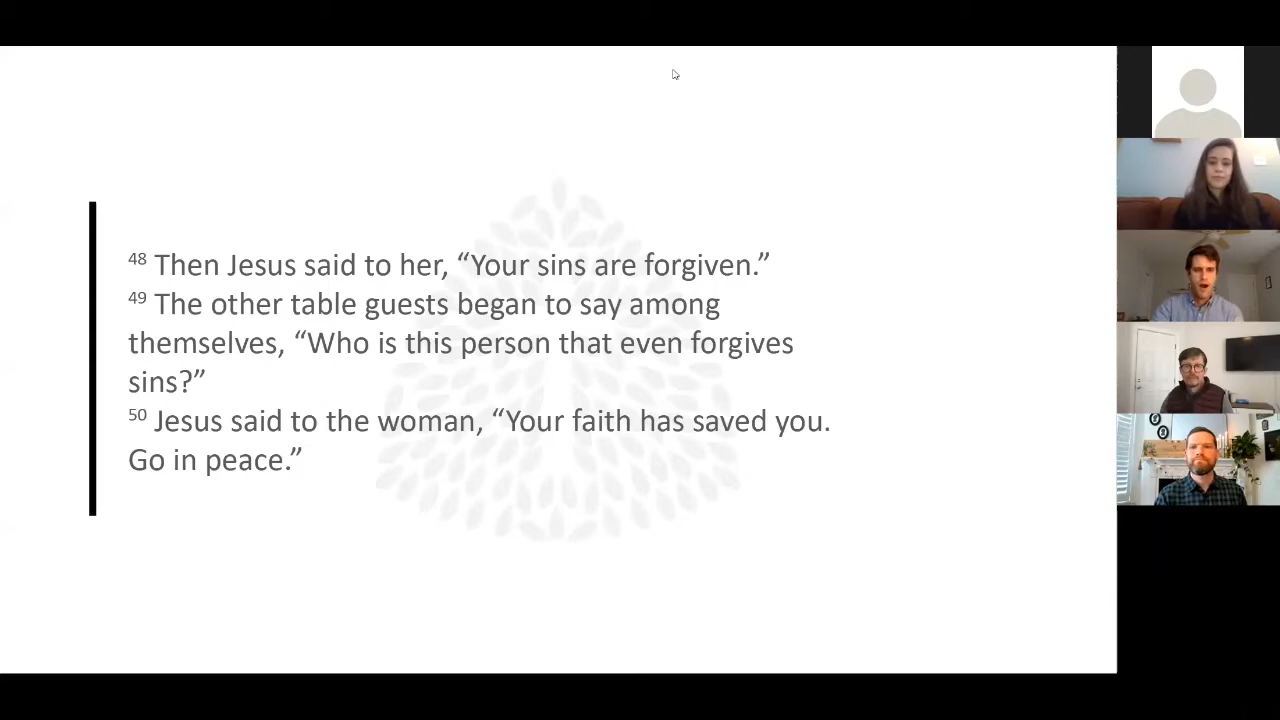 48 Then Jesus said to her, “Your sins are forgiven.”
49 The other table guests began to say among
themselves, “Who is this person that even forgives
sins?”
50 Jesus said to the woman, “Your faith has saved you.
Go in peace.”